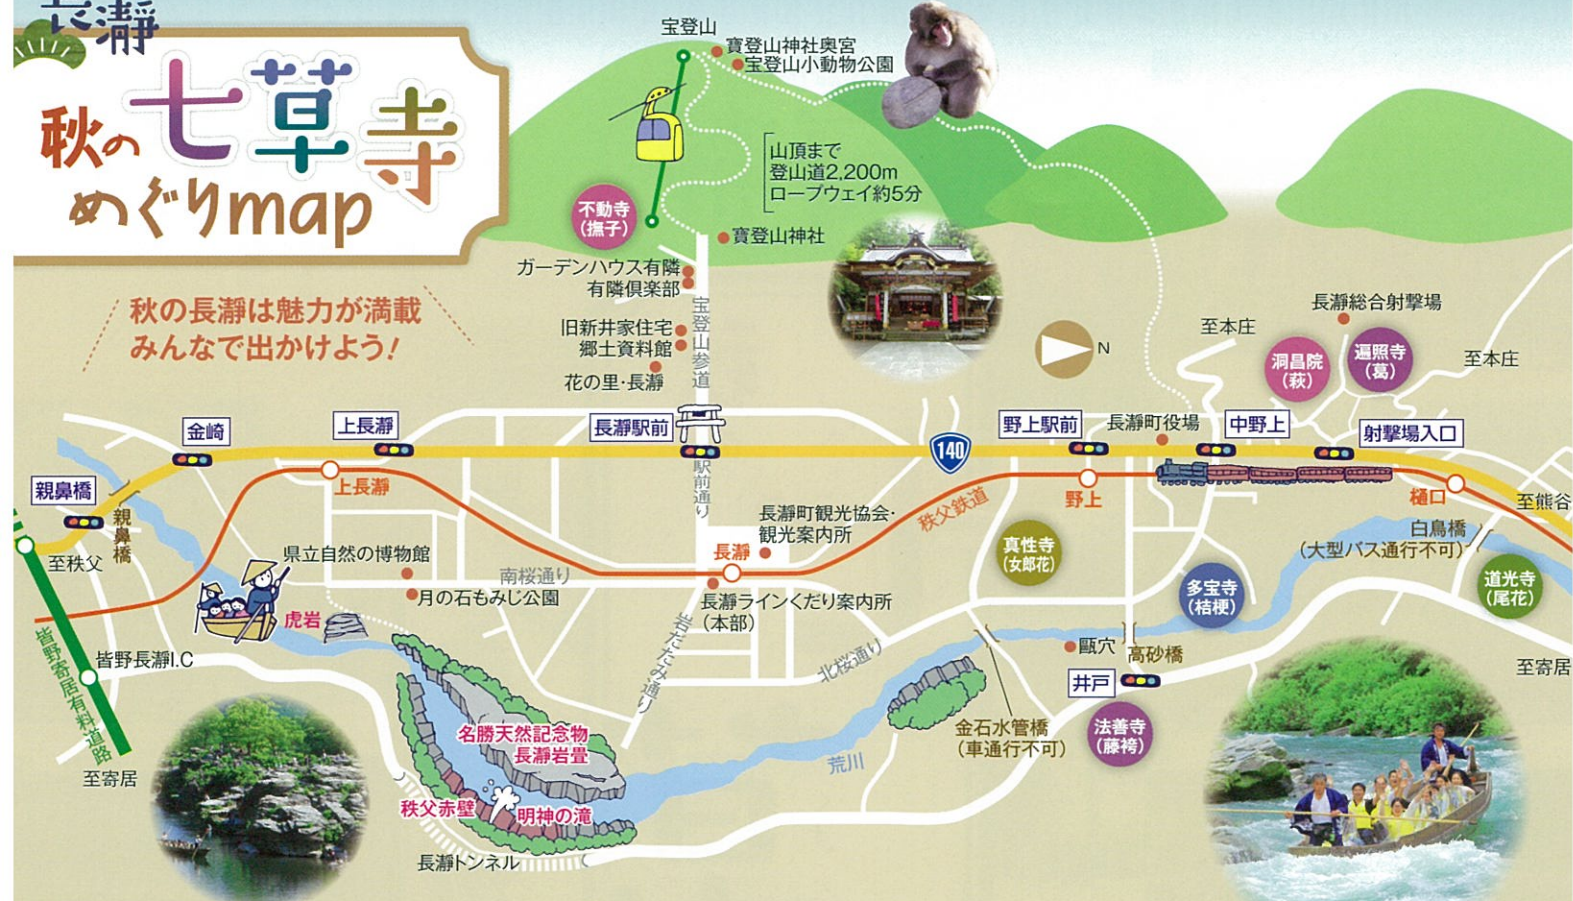 長瀞
秋の七草寺
めぐりmap
秋の長瀞は魅力が満載
みんなで出かけよう!
宝登山
寶登山神社奥宮
宝登山小動物公園
山頂まで
登山道2,200m
ロープウェイ約5分
不動寺
(撫子)
寶登山神社
ガーデンハウス有隣
有隣倶楽部
旧新井家住宅
郷土資料館
花の里・長瀞
宝登山参道
N
長瀞総合射撃場
至本庄
洞昌院
(萩)
遍照寺
(葛)
至本庄
金崎
上長瀞
長瀞駅前
140
野上駅前
長瀞町役場
中野上
射撃場入口
親鼻橋
親鼻橋
上長瀞
駅前通り
秩父鉄道
野上
樋口
至熊谷
至秩父
長瀞町観光協会・
観光案内所
長瀞
白鳥橋
(大型バス通行不可)
県立自然の博物館
月の石もみじ公園
南桜通り
真性寺
(女郎花)
多宝寺
(桔梗)
道光寺
(尾花)
長瀞ラインくだり案内所
(本部)
虎岩
岩だたみ通り
北桜通り
甌穴
高砂橋
皆野長瀞I.C
皆野寄居有料道路
至寄居
至寄居
井戸
法善寺
(藤袴)
金石水管橋
(車通行不可)
荒川
名勝天然記念物
長瀞岩畳
秩父赤壁
明神の滝
長瀞トンネル